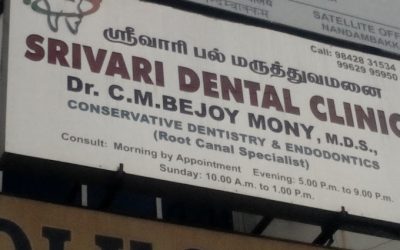 SATELLITE OFF
NANDAMBAKK
ஸ்ரீவாரி பல் மருத்துவமனை
Call: 98428 31534
99629 95950
SRIVARI DENTAL CLINIC
Dr. C.M.BEJOY MONY, M.D.S.,
CONSERVATIVE DENTISTRY & ENDODONTICS
(Root Canal Specialist)
Consult: Morning by Appointment Evening: 5.00 P.M. to 9.00 P.M.
Sunday: 10.00 A.M. to 1.00 P.M.